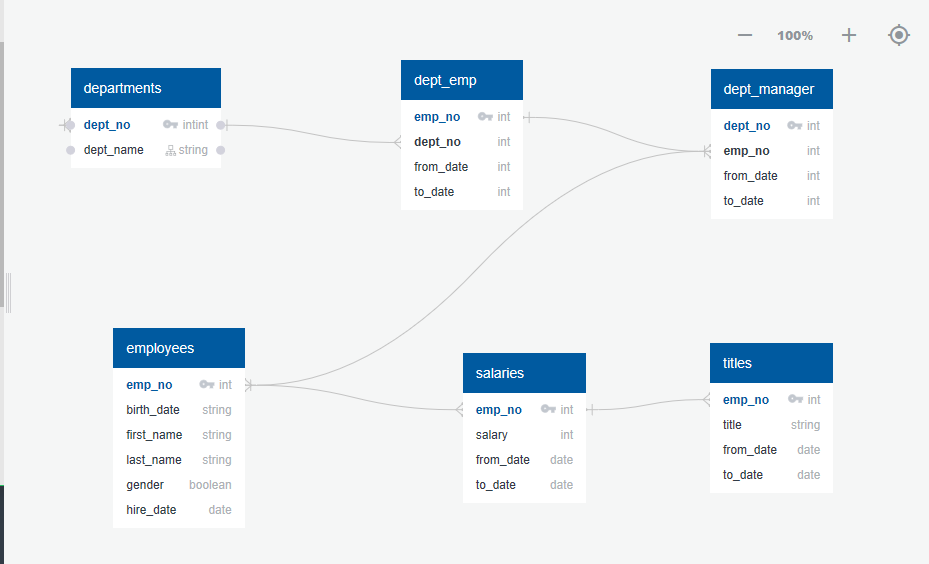 100%
departments
dept_no intint
dept_name string
dept_emp
emp_no int
dept_no int
from_date int
to_date int
dept_manager
dept_no int
emp_no int
from_date int
to_date int
employees
emp_no int
birth_date string
first_name string
last_name string
gender boolean
hire_date date
salaries
emp_no int
salary int
from_date date
to_date date
titles
emp_no int
title string
from_date date
to_date date